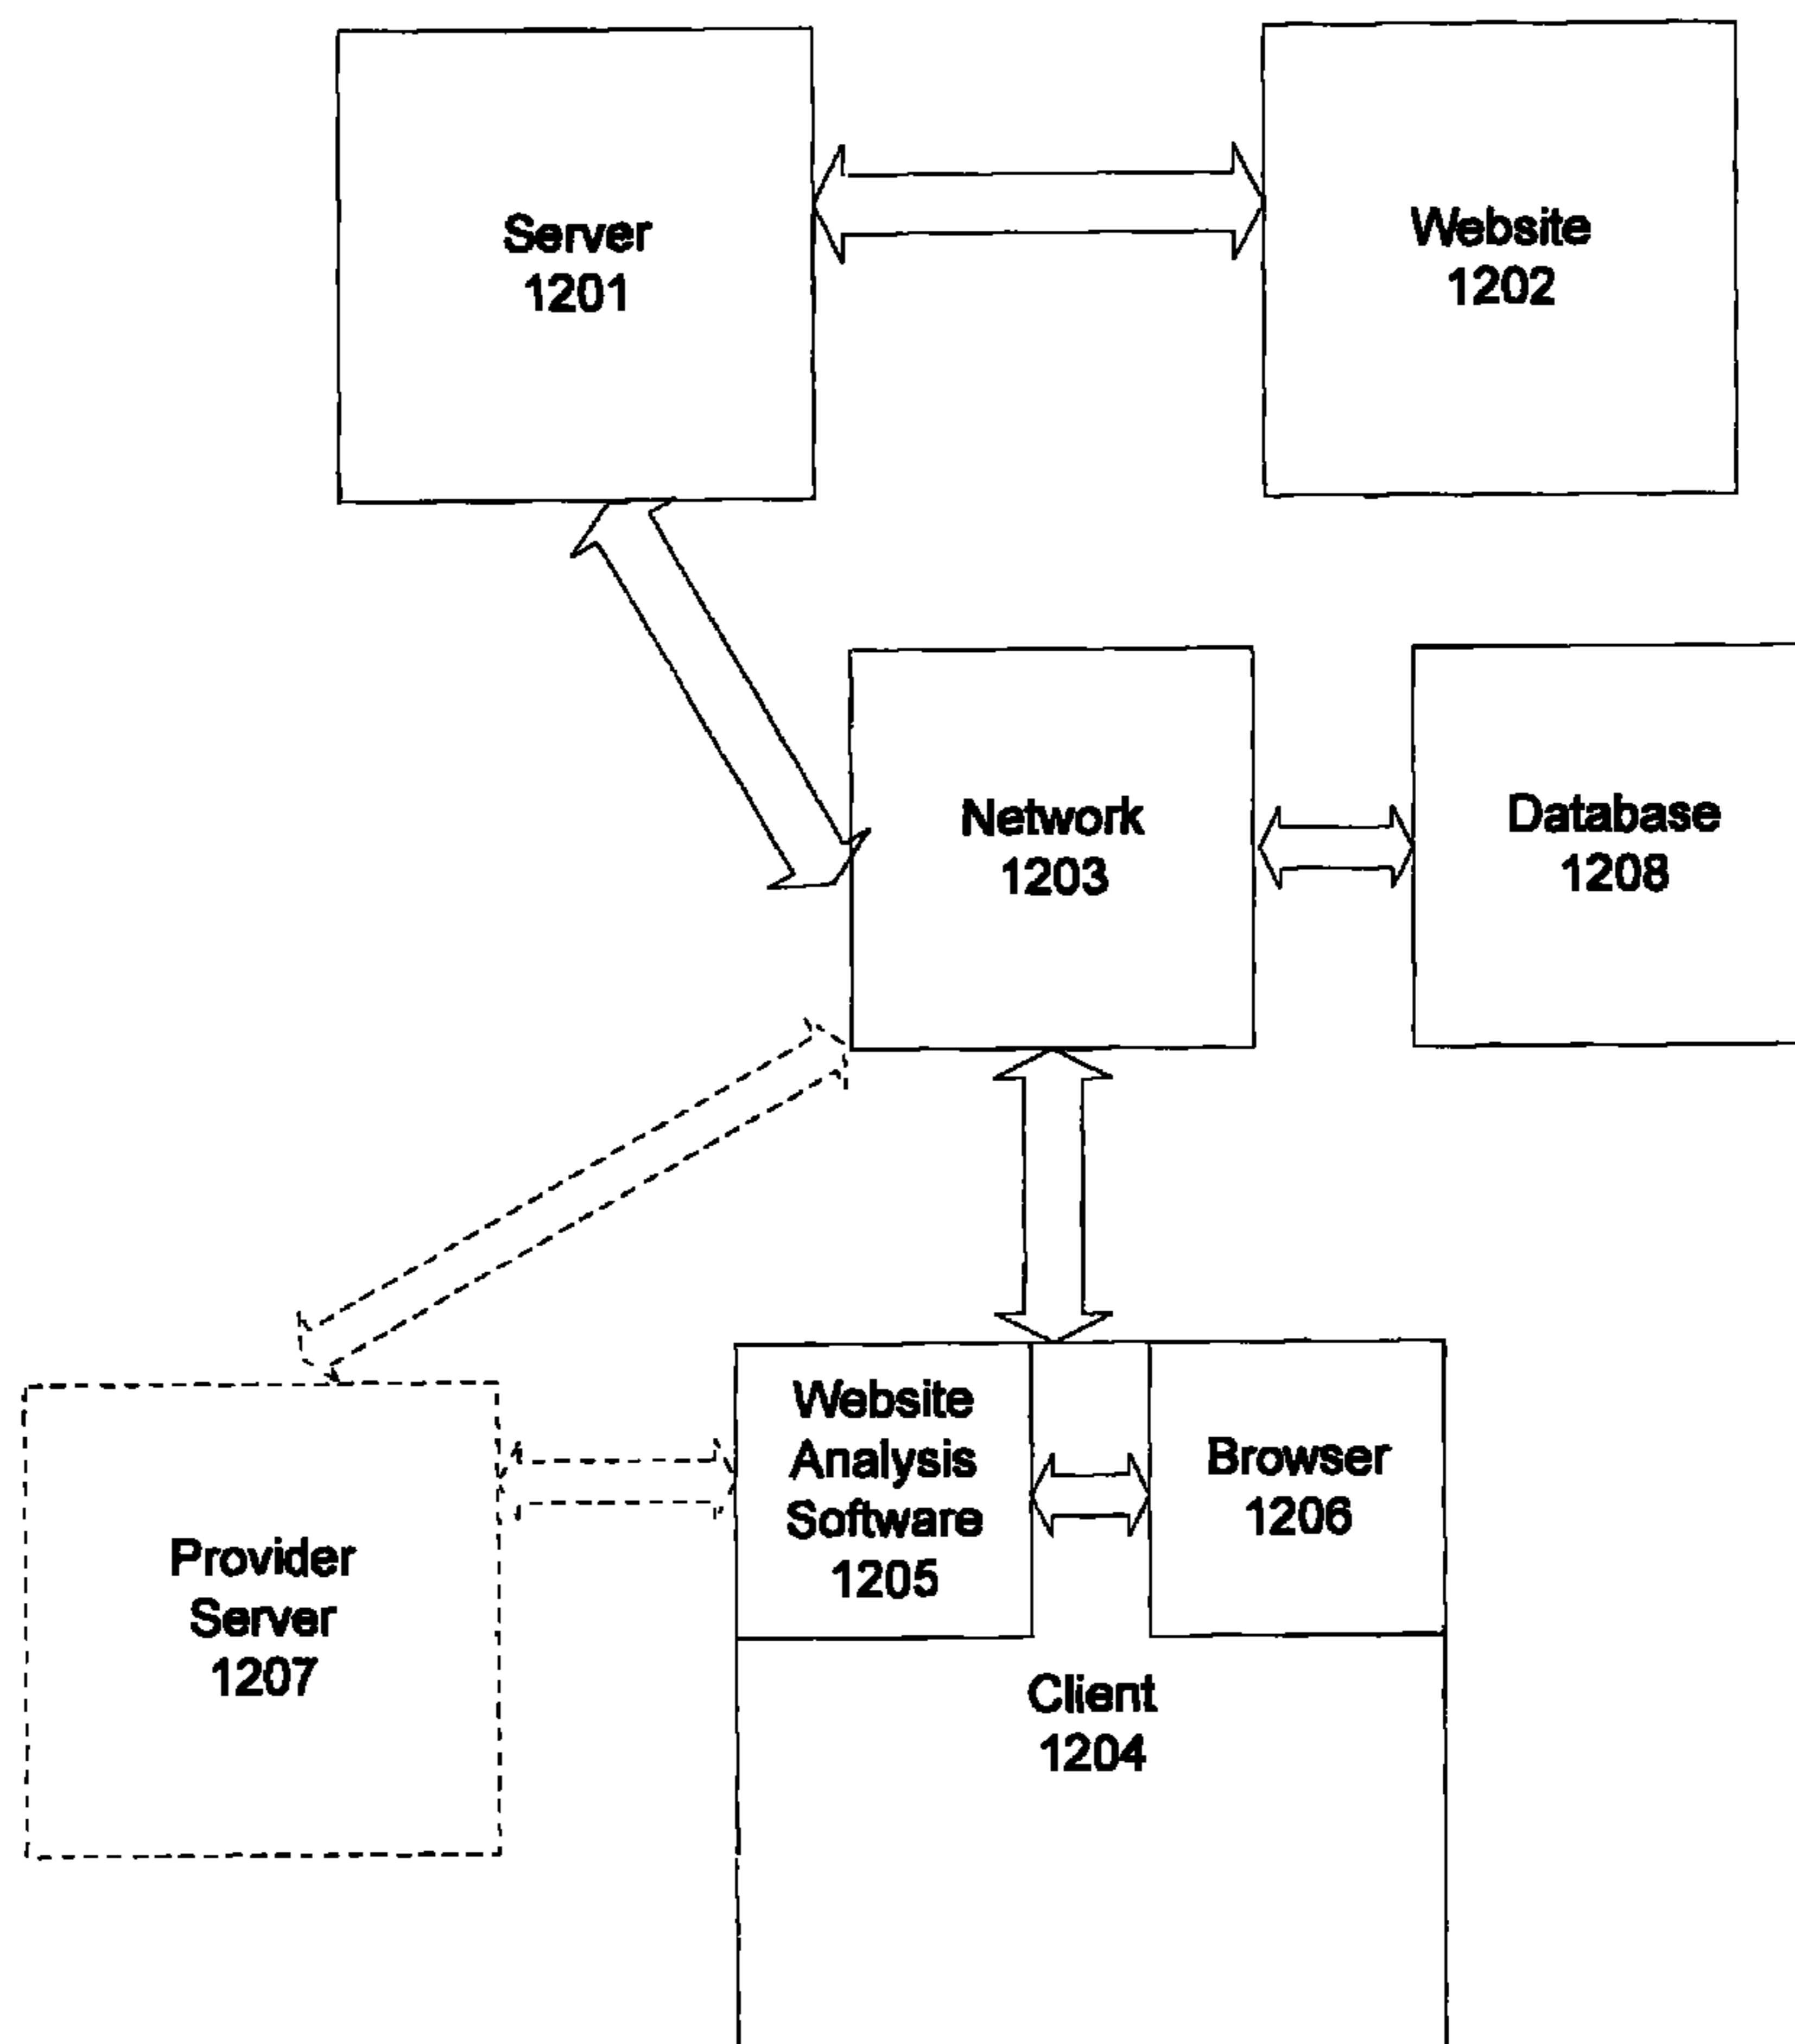 Server
1201
Website
1202
Network
1203
Database
1208
Website
Analysis
Software
1205
Browser
1206
Provider
Server
1207
Client
1204